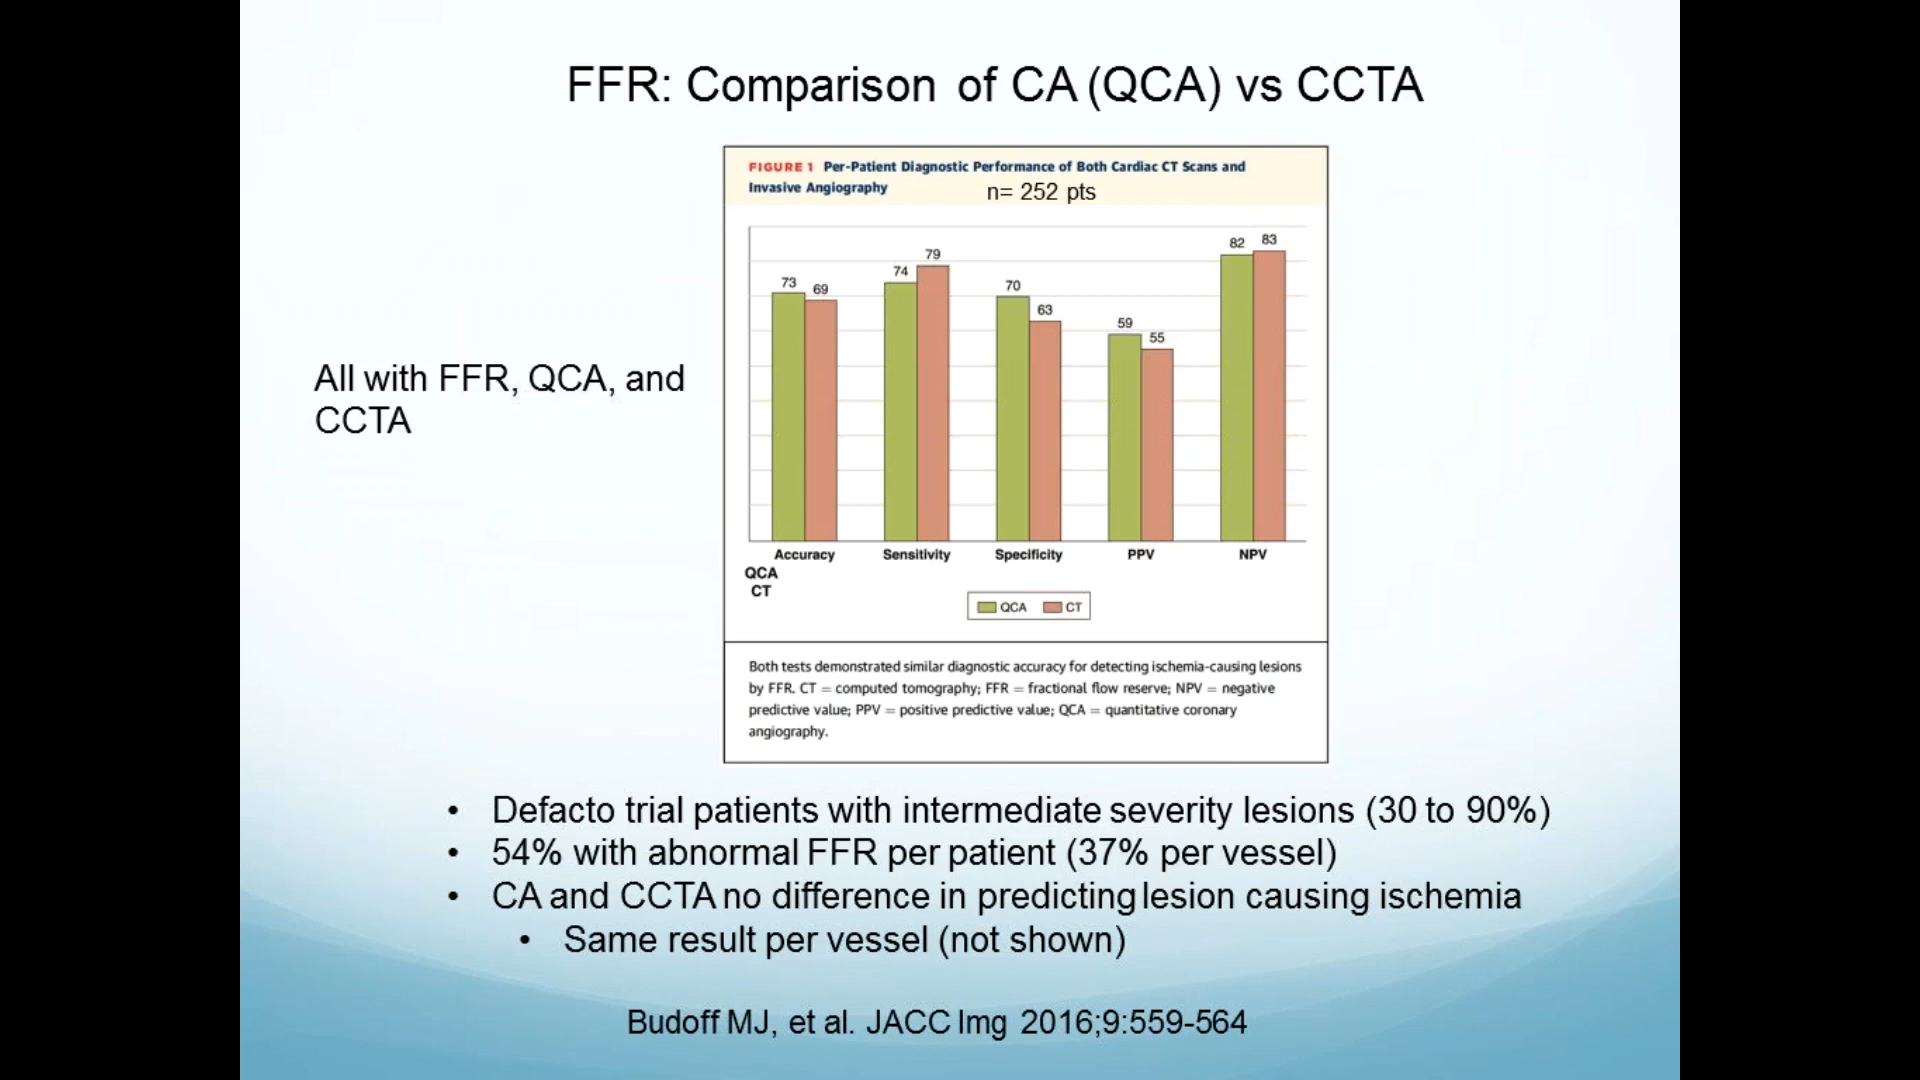 FFR: Comparison of CA (QCA) vs CCTA
FIGURE 1 Per-Patient Diagnostic Performance of Both Cardiac CT Scans and
Invasive Angiography
n= 252 pts
All with FFR, QCA, and
CCTA
73 69 74 79 70 63 59 55 82 83
Accuracy Sensitivity Specificity PPV NPV
QCA
CT
QCA CT
Both tests demonstrated similar diagnostic accuracy for detecting ischemia-causing lesions
by FFR. CT = computed tomography; FFR = fractional flow reserve; NPV = negative
predictive value; PPV = positive predictive value; QCA = quantitative coronary
angiography.
• Defacto trial patients with intermediate severity lesions (30 to 90%)
• 54% with abnormal FFR per patient (37% per vessel)
• CA and CCTA no difference in predicting lesion causing ischemia
• Same result per vessel (not shown)
Budoff MJ, et al. JACC Img 2016;9:559-564